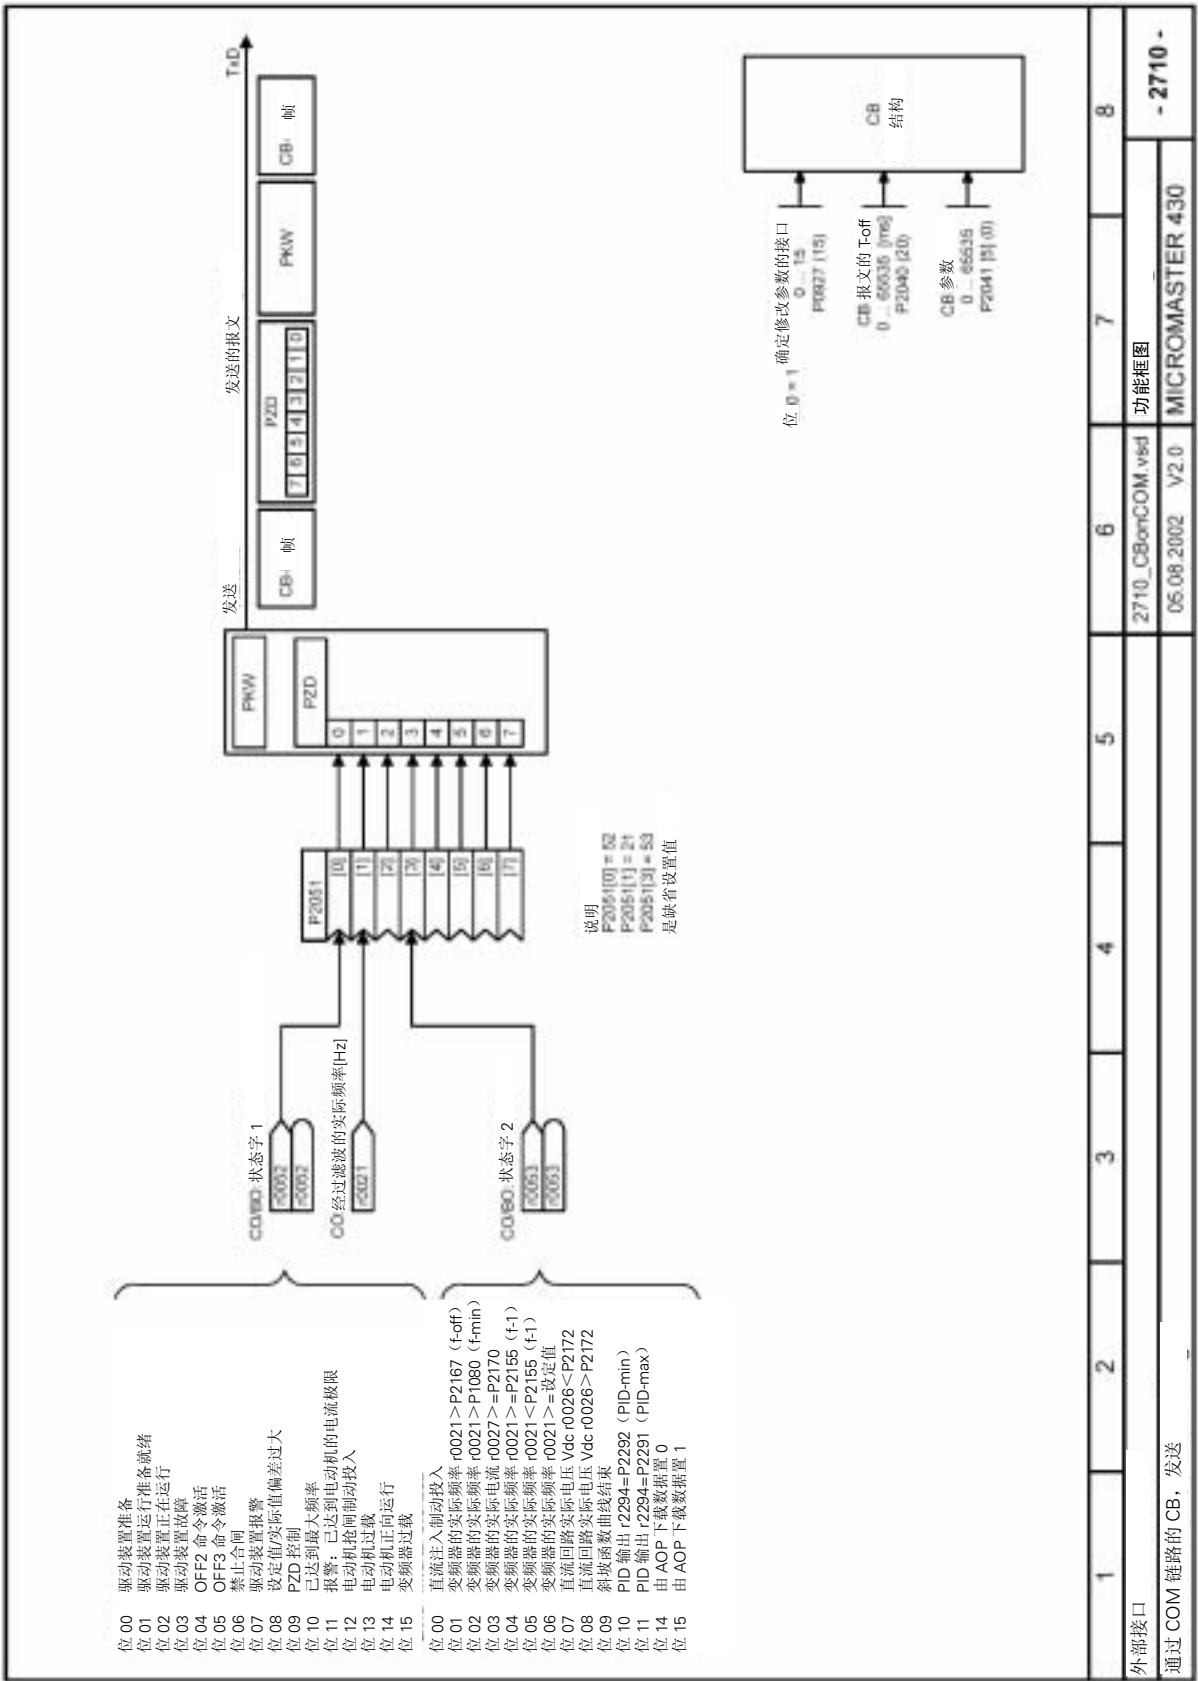 位 00 驱动装置准备
位 01 驱动装置运行准备就绪
位 02 驱动装置正在运行
位 03 驱动装置故障
位 04 OFF2 命令激活
位 05 OFF3 命令激活
位 06 禁止合闸
位 07 驱动装置报警
位 08 设定值/实际值偏差过大
位 09 PZD 控制
位 10 已达到最大频率
位 11 报警：已达到电动机的电流极限
位 12 电动机抱闸制动投入
位 13 电动机过载
位 14 电动机正向运行
位 15 变频器过载
位 00 直流注入制动投入
位 01 变频器的实际频率 r0021＞P2167（f-off）
位 02 变频器的实际频率 r0021＞P1080（f-min）
位 03 变频器的实际电流 r0027＞=P2170
位 04 变频器的实际频率 r0021＞=P2155（f-1）
位 05 变频器的实际频率 r0021＜P2155（f-1）
位 06 变频器的实际频率 r0021＞=设定值
位 07 直流回路实际电压 Vdc r0026＜P2172
位 08 直流回路实际电压 Vdc r0026＞P2172
位 09 斜坡函数曲线结束
位 10 PID 输出 r2294=P2292（PID-min）
位 11 PID 输出 r2294=P2291（PID-max）
位 14 由 AOP 下载数据置 0
位 15 由 AOP 下载数据置 1
CO/BO: 状态字 1
r0052
r0052
CO:经过滤波的实际频率[Hz]
r0021
CO/BO: 状态字 2
r0053
r0053
P2051
[0]
[1]
[2]
[3]
[4]
[5]
[6]
[7]
说明
P2051[0] = 52
P2051[1] = 21
P2051[3] = 53
是缺省设置值
PKW
PZD
0
1
2
3
4
5
6
7
发送
发送的报文
TxD
CB- 帧
PZD
7 6 5 4 3 2 1 0
PKW
CB- 帧
位 0 = 1 确定修改参数的接口
0 ... 15
P0927 (15)
CB 报文的 T-off
0 ... 65535 [ms]
P2040 (20)
CB 参数
0 ... 65535
P2041 [5] (0)
CB
结构
1 2 3 4 5 6 7 8
外部接口
2710_CBonCOM.vsd
功能框图
- 2710 -
通过 COM 链路的 CB，发送
05.08.2002 V2.0
MICROMASTER 430